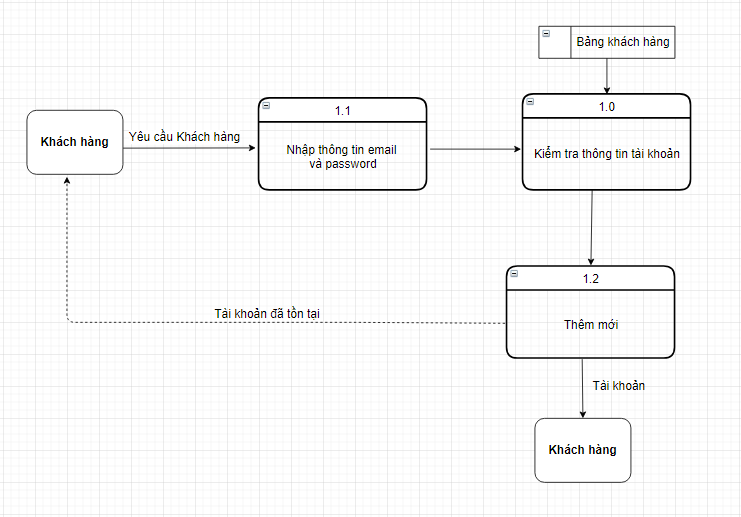 Bảng khách hàng
1.1
1.0
Khách hàng
Yêu cầu Khách hàng
Nhập thông tin email
và password
Kiểm tra thông tin tài khoản
1.2
Tài khoản đã tồn tại
Thêm mới
Tài khoản
Khách hàng